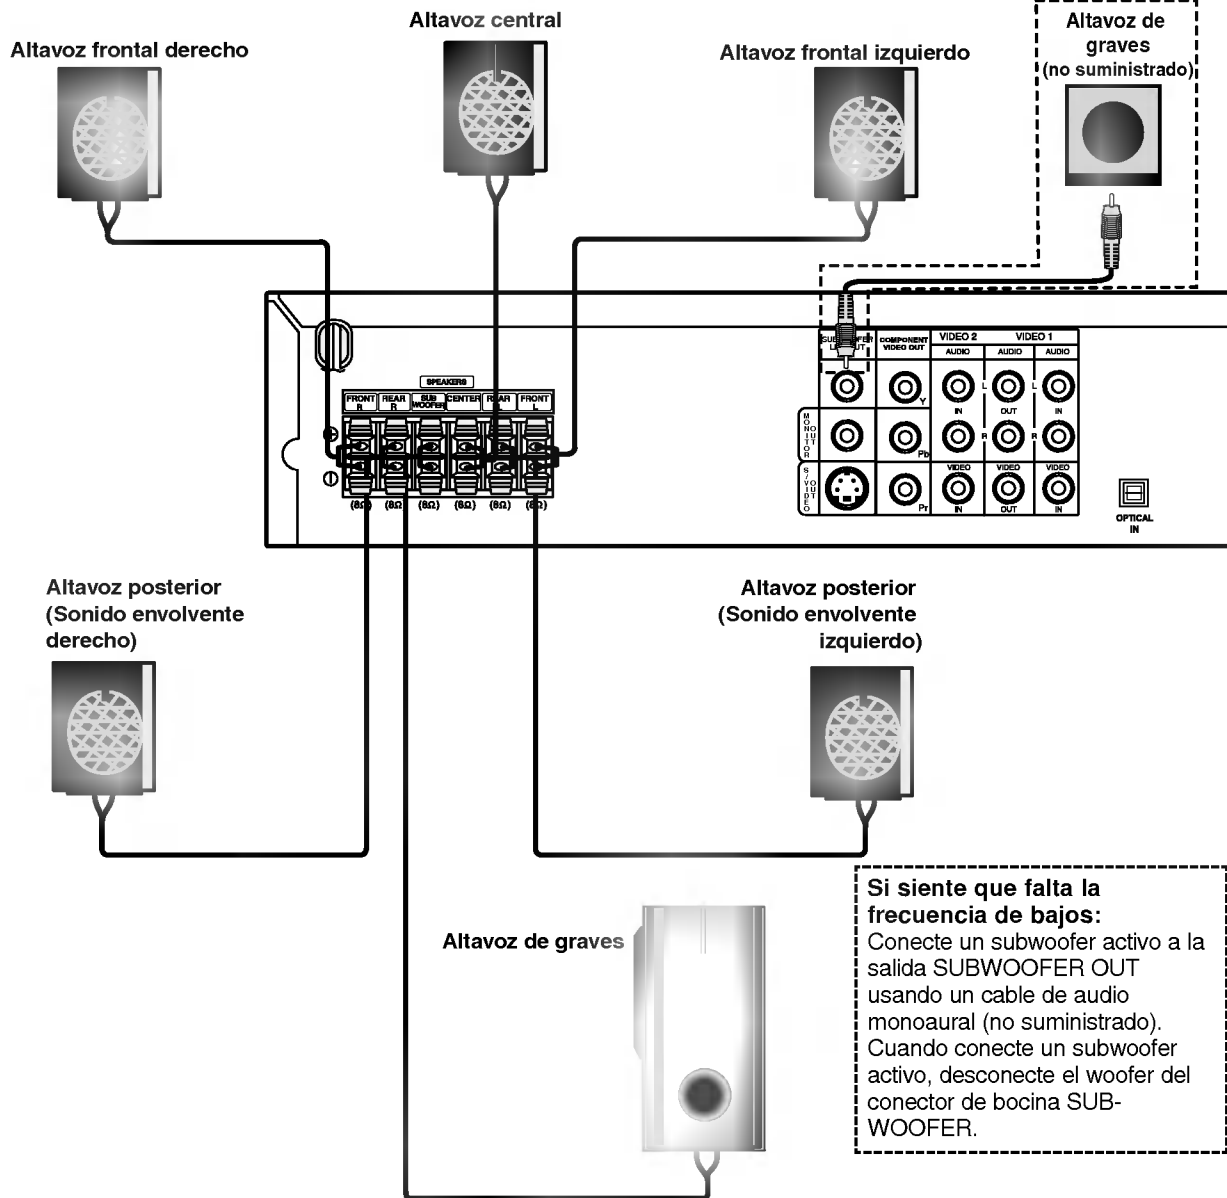 Altavoz central
Altavoz frontal derecho
Altavoz frontal izquierdo
Altavoz de
graves
(no suministrado)
SPEAKERS
FRONT
R
REAR
R
SUB
WOOFER
CENTER
FRONT
L
(8Ω)
(8Ω)
(6Ω)
(8Ω)
COMPONENT
VIDEO OUT
VIDEO 2
VIDEO 1
AUDIO
AUDIO
AUDIO
Y
L
L
IN
OUT
IN
MONITOR
OUT
Pb
R
R
S/VIDEO
OUT
Pr
VIDEO
VIDEO
VIDEO
IN
OUT
IN
OPTICAL
IN
Altavoz posterior
(Sonido envolvente
derecho)
Altavoz posterior
(Sonido envolvente
izquierdo)
Altavoz de graves
Si siente que falta la
frecuencia de bajos:
Conecte un subwoofer activo a la
salida SUBWOOFER OUT
usando un cable de audio
monoaural (no suministrado).
Cuando conecte un subwoofer
activo, desconecte el woofer del
conector de bocina SUB-
WOOFER.